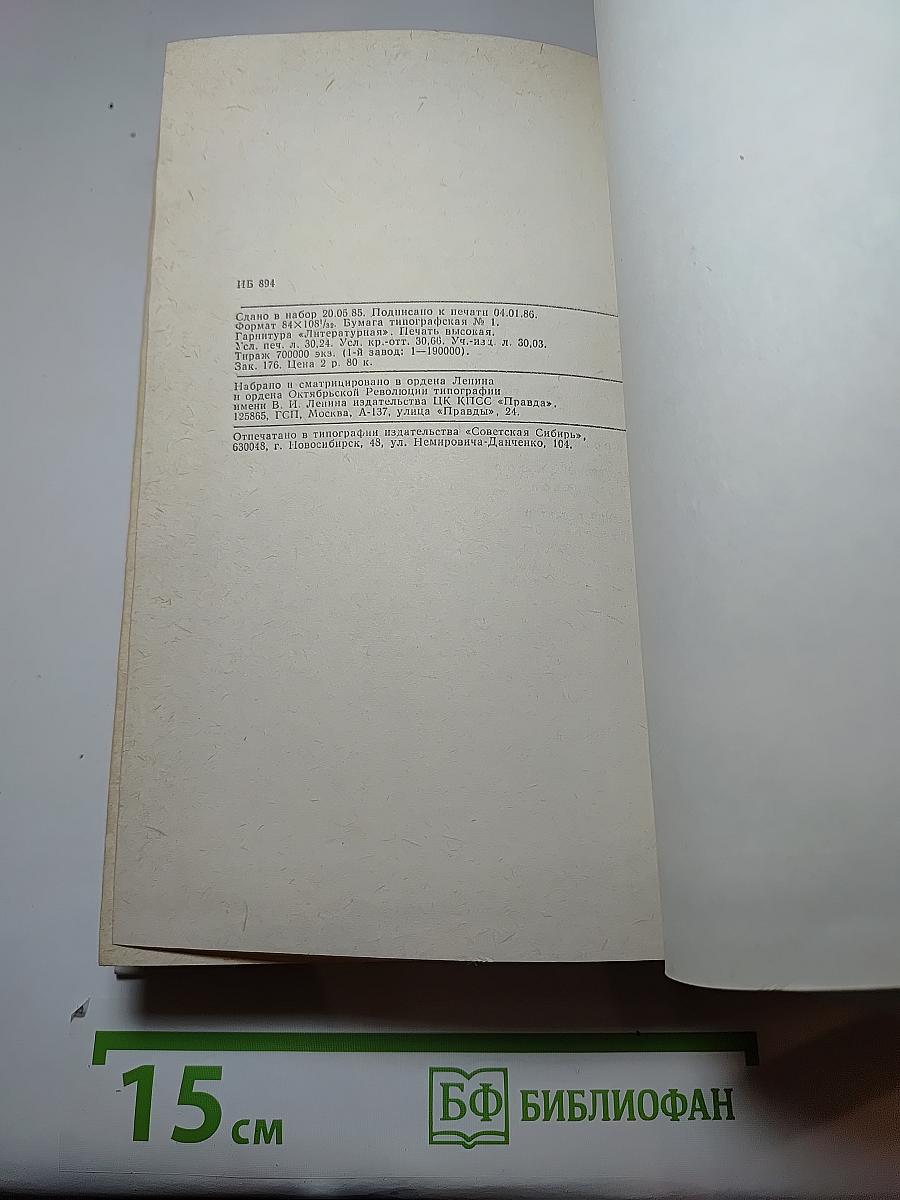 ИБ 894
Сдано в набор 20.05 85. Подписано к печати 04.01.86.
Формат 84×108¹/₃₂. Бумага типографская № 1.
Гарнитура «Литературная». Печать высокая.
Усл. печ. л. 30,24. Усл. кр.-отт. 30,66. Уч.-изд. л. 30,03.
Тираж 700000 экз. (1-й завод: 1—190000).
Зак. 176. Цена 2 р. 80 к.
Набрано и сматрицировано в ордена Ленина
и ордена Октябрьской Революции типографии
имени В. И. Ленина издательства ЦК КПСС «Правда».
125865, ГСП, Москва, А-137, улица «Правды», 24.
Отпечатано в типографии издательства «Советская Сибирь»,
630048, г. Новосибирск, 48, ул. Немировича-Данченко, 104.
15 см
БФ БИБЛИОФАН